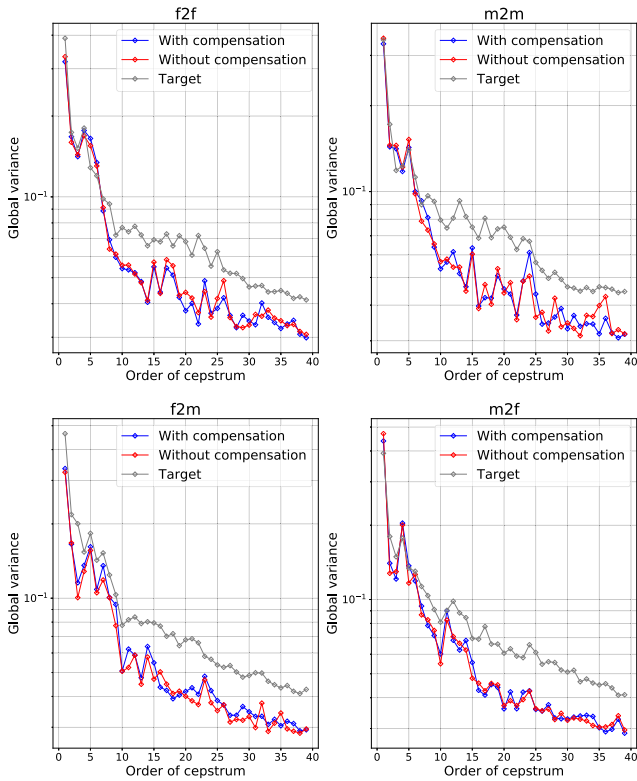 f2f
With compensation
Without compensation
Target
Global variance
10⁻¹
0 5 10 15 20 25 30 35 40
Order of cepstrum
m2m
With compensation
Without compensation
Target
Global variance
10⁻¹
0 5 10 15 20 25 30 35 40
Order of cepstrum
f2m
With compensation
Without compensation
Target
Global variance
10⁻¹
0 5 10 15 20 25 30 35 40
Order of cepstrum
m2f
With compensation
Without compensation
Target
Global variance
10⁻¹
0 5 10 15 20 25 30 35 40
Order of cepstrum